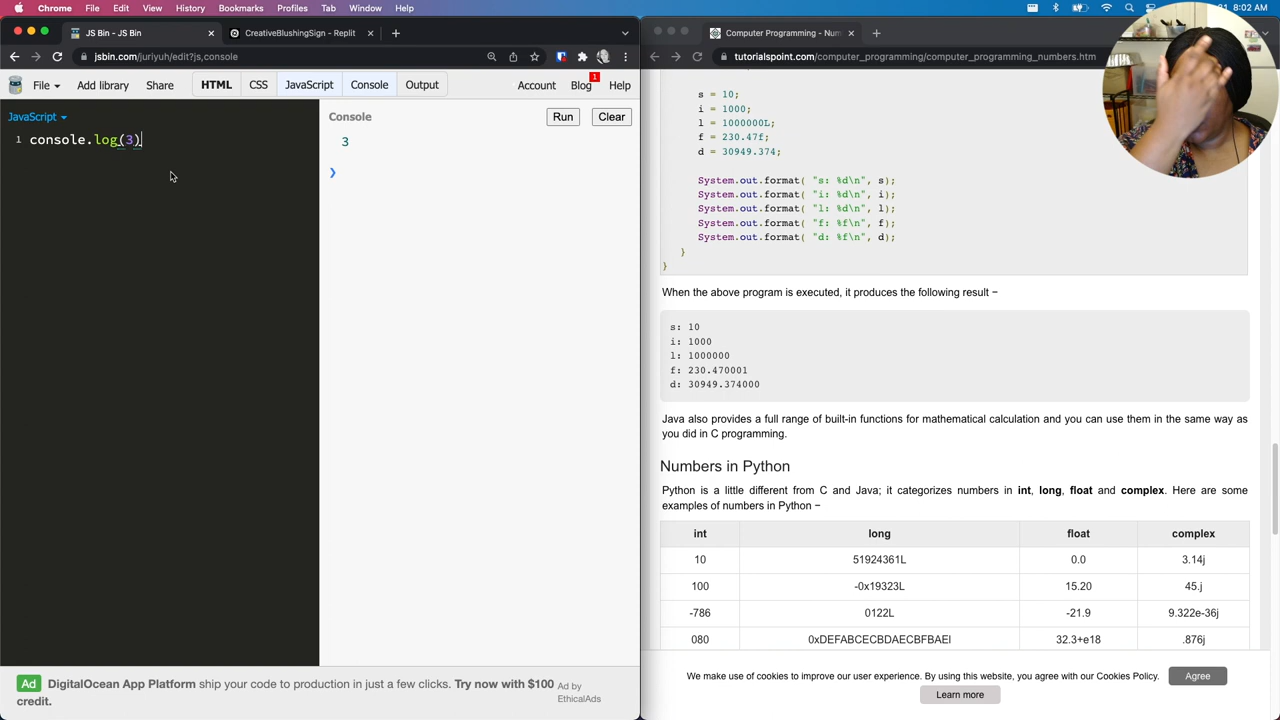 Chrome File Edit View History Bookmarks Profiles Tab Window Help
JS Bin - JS Bin
CreativeBlushingSign - Replit
jsbin.com/juriyuh/edit?js,console
File Add library Share HTML CSS JavaScript Console Output Account Blog 1 Help
JavaScript
1 console.log(3)
Console Run Clear
3
Ad DigitalOcean App Platform ship your code to production in just a few clicks. Try now with $100
credit.
Ad by
EthicalAds
Computer Programming - Num
tutorialspoint.com/computer_programming/computer_programming_numbers.htm
s = 10;
i = 1000;
l = 1000000L;
f = 230.47f;
d = 30949.374;
System.out.format( "s: %d\n", s);
System.out.format( "i: %d\n", i);
System.out.format( "l: %d\n", l);
System.out.format( "f: %f\n", f);
System.out.format( "d: %f\n", d);
}
}
When the above program is executed, it produces the following result −
s: 10
i: 1000
l: 1000000
f: 230.470001
d: 30949.374000
Java also provides a full range of built-in functions for mathematical calculation and you can use them in the same way as
you did in C programming.
Numbers in Python
Python is a little different from C and Java; it categorizes numbers in int, long, float and complex. Here are some
examples of numbers in Python −
int long float complex
10 51924361L 0.0 3.14j
100 -0x19323L 15.20 45.j
-786 0122L -21.9 9.322e-36j
080 0xDEFABCECBDAECBFBAEl 32.3+e18 .876j
We make use of cookies to improve our user experience. By using this website, you agree with our Cookies Policy. Agree
Learn more